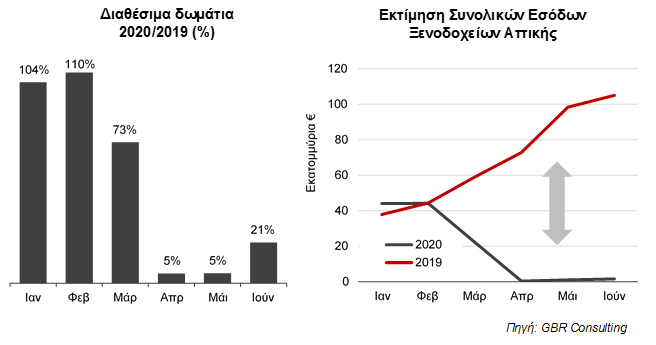 Διαθέσιμα δωμάτια
2020/2019 (%)
104%
110%
73%
5%
5%
21%
Ιαν
Φεβ
Μάρ
Απρ
Μάι
Ιούν
Εκτίμηση Συνολικών Εσόδων
Ξενοδοχείων Αττικής
Εκατομμύρια €
120
100
80
60
40
20
0
2020
2019
Ιαν
Φεβ
Μάρ
Απρ
Μάι
Ιούν
Πηγή: GBR Consulting